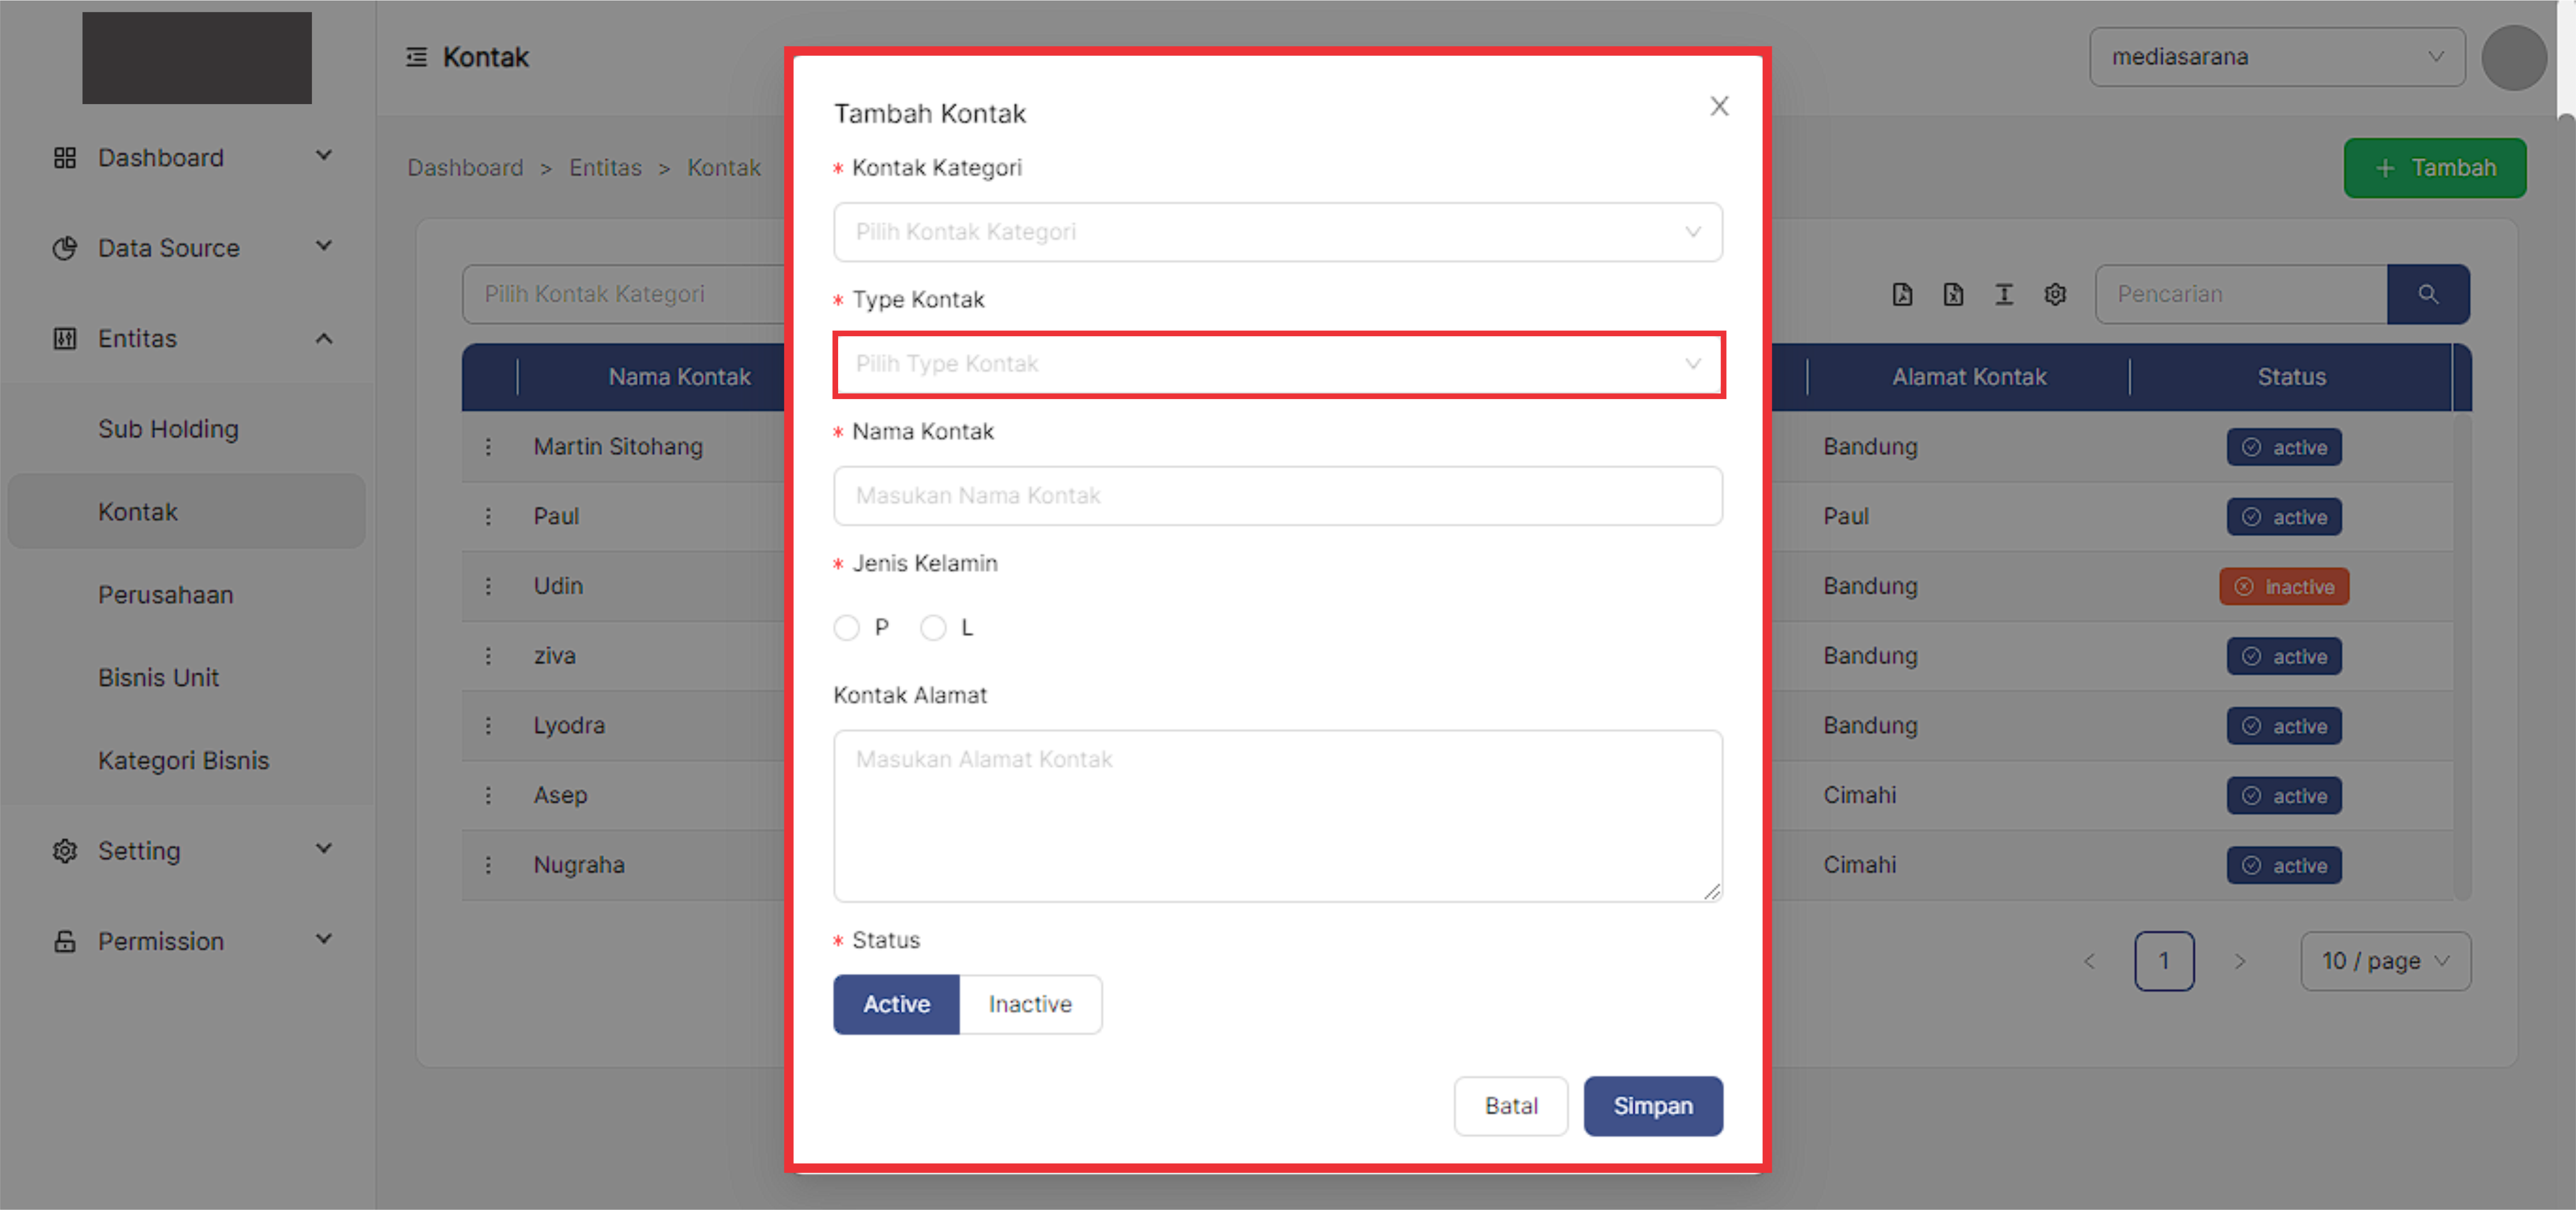 Kontak
mediasarana
Dashboard
Data Source
Entitas
Sub Holding
Kontak
Perusahaan
Bisnis Unit
Kategori Bisnis
Setting
Permission
Dashboard > Entitas > Kontak
+ Tambah
Pilih Kontak Kategori
Pencarian
Nama Kontak
Alamat Kontak
Status
Martin Sitohang
Bandung
active
Paul
Paul
active
Udin
Bandung
inactive
ziva
Bandung
active
Lyodra
Bandung
active
Asep
Cimahi
active
Nugraha
Cimahi
active
< 1 >
10 / page
Tambah Kontak
* Kontak Kategori
Pilih Kontak Kategori
* Type Kontak
Pilih Type Kontak
* Nama Kontak
Masukan Nama Kontak
* Jenis Kelamin
P L
Kontak Alamat
Masukan Alamat Kontak
* Status
Active Inactive
Batal Simpan